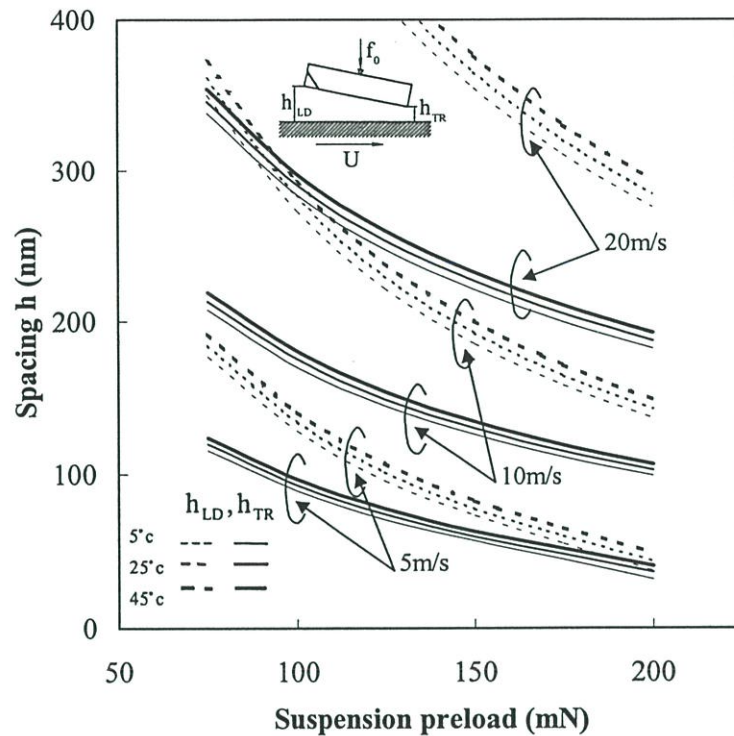 400
300
200
100
0
50
100
150
200
Spacing h (nm)
Suspension preload (mN)
f0
hLD
hTR
U
20m/s
10m/s
5m/s
hLD, hTR
5°c
25°c
45°c